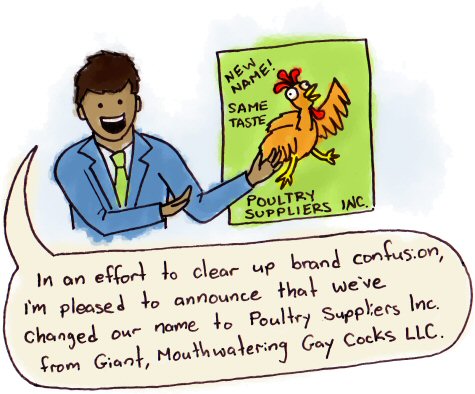 NEW
NAME!
SAME
TASTE
POULTRY
SUPPLIERS INC.
In an effort to clear up brand confusion,
i'm pleased to announce that we've
changed our name to Poultry Suppliers Inc.
from Giant, Mouthwatering Gay Cocks LLC.